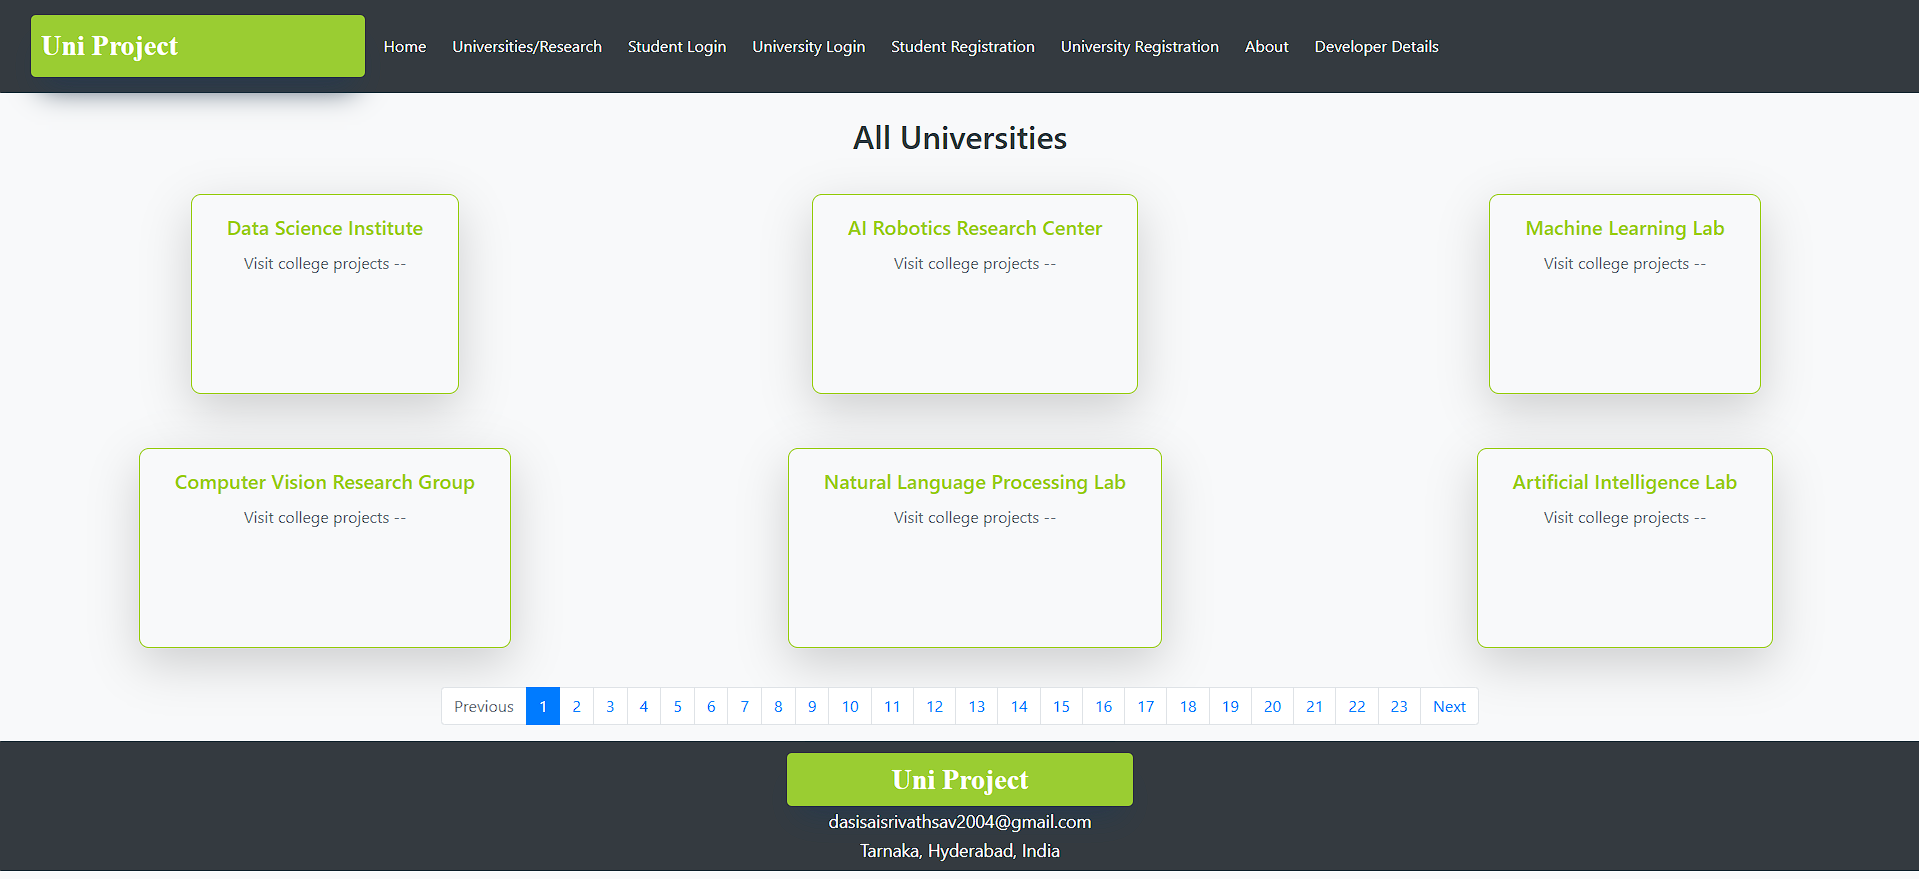 Uni Project Home Universities/Research Student Login University Login Student Registration University Registration About Developer Details
All Universities
Data Science Institute AI Robotics Research Center Machine Learning Lab
Visit college projects -- Visit college projects -- Visit college projects --
Computer Vision Research Group Natural Language Processing Lab Artificial Intelligence Lab
Visit college projects -- Visit college projects -- Visit college projects --
Previous 1 2 3 4 5 6 7 8 9 10 11 12 13 14 15 16 17 18 19 20 21 22 23 Next
Uni Project
dasisaisrivathsav2004@gmail.com
Tarnaka, Hyderabad, India